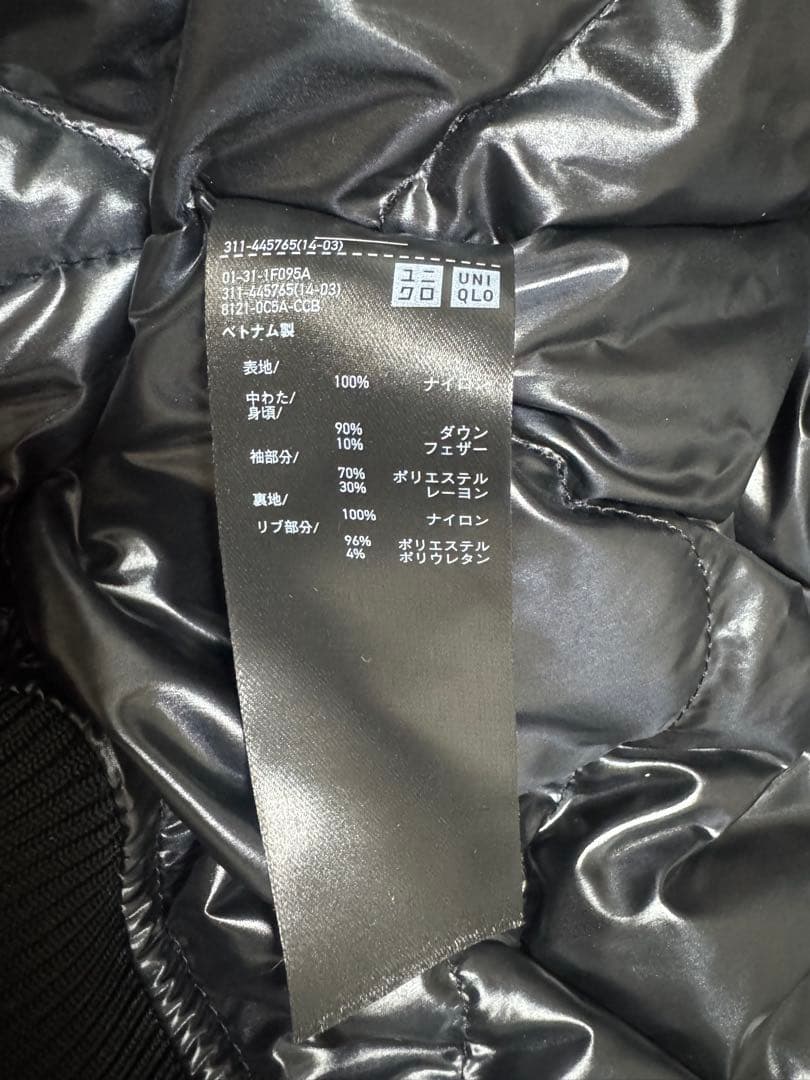 311-445765(14-03)
01-31-1F095A
311-445765(14-03)
8121-0C5A-CCB
ベトナム製
ユニ
クロ
UNI
QLO
表地/
100% ナイロン
中わた/
身頃/
90% ダウン
10% フェザー
袖部分/
70% ポリエステル
30% レーヨン
裏地/
100% ナイロン
リブ部分/
96% ポリエステル
4% ポリウレタン